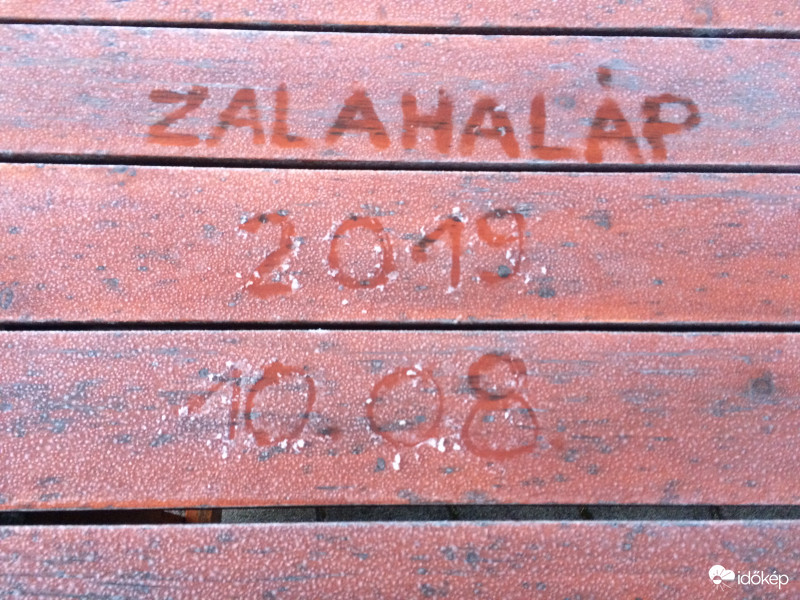 ZALAHALÁP
2019
10.08.
időkép